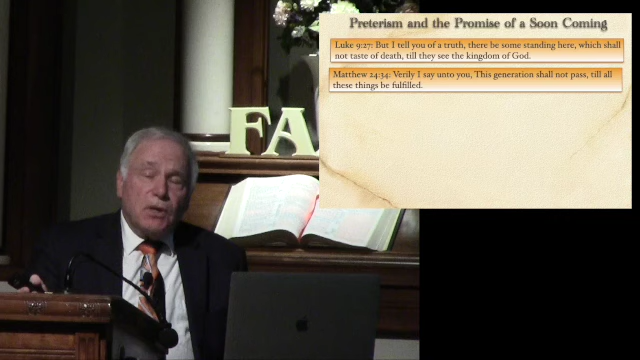 Preterism and the Promise of a Soon Coming
Luke 9:27: But I tell you of a truth, there be some standing here, which shall
not taste of death, till they see the kingdom of God.
Matthew 24:34: Verily I say unto you, This generation shall not pass, till all
these things be fulfilled.
FA